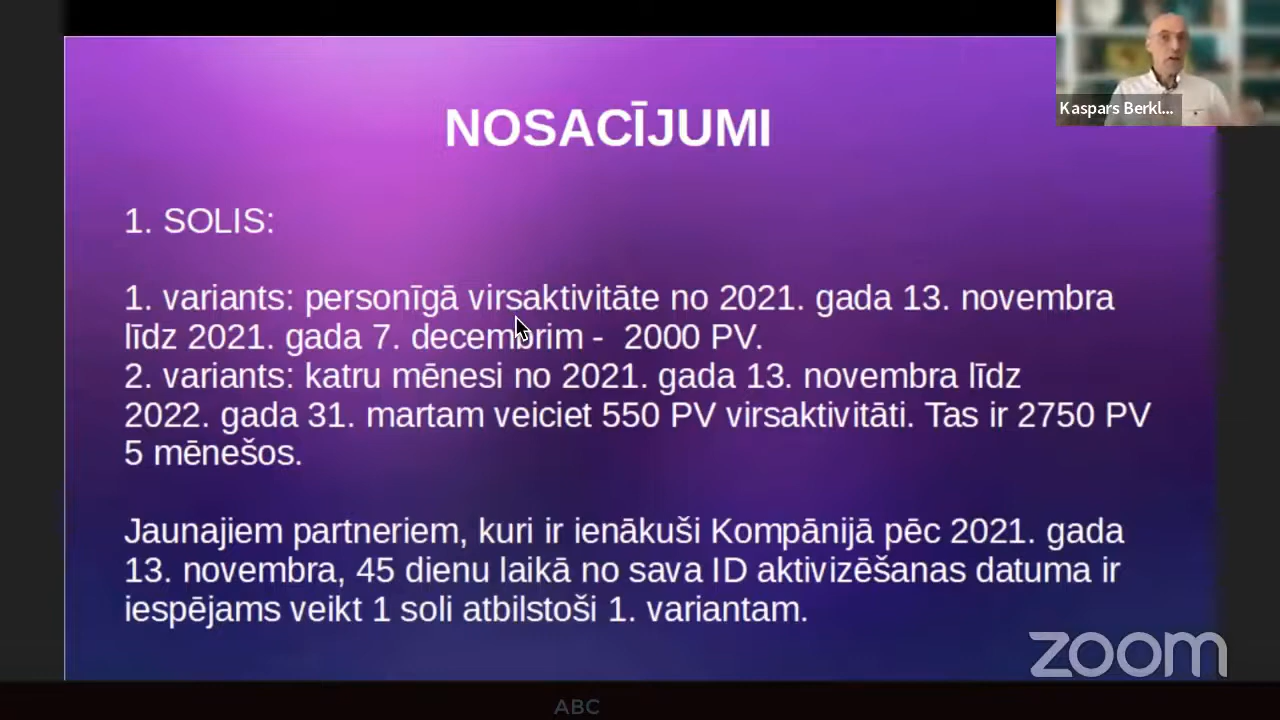 NOSACĪJUMI
Kaspars Berkl...
1. SOLIS:
1. variants: personīgā virsaktivitāte no 2021. gada 13. novembra
līdz 2021. gada 7. decembrim - 2000 PV.
2. variants: katru mēnesi no 2021. gada 13. novembra līdz
2022. gada 31. martam veiciet 550 PV virsaktivitāti. Tas ir 2750 PV
5 mēnešos.
Jaunajiem partneriem, kuri ir ienākuši Kompānijā pēc 2021. gada
13. novembra, 45 dienu laikā no sava ID aktivizēšanas datuma ir
iespējams veikt 1 soli atbilstoši 1. variantam.
zoom
ABC